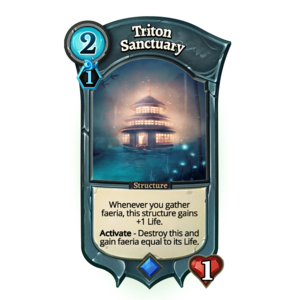 2
Triton
Sanctuary
1
Structure
Whenever you gather
faeria, this structure gains
+1 Life.
Activate - Destroy this and
gain faeria equal to its Life.
1